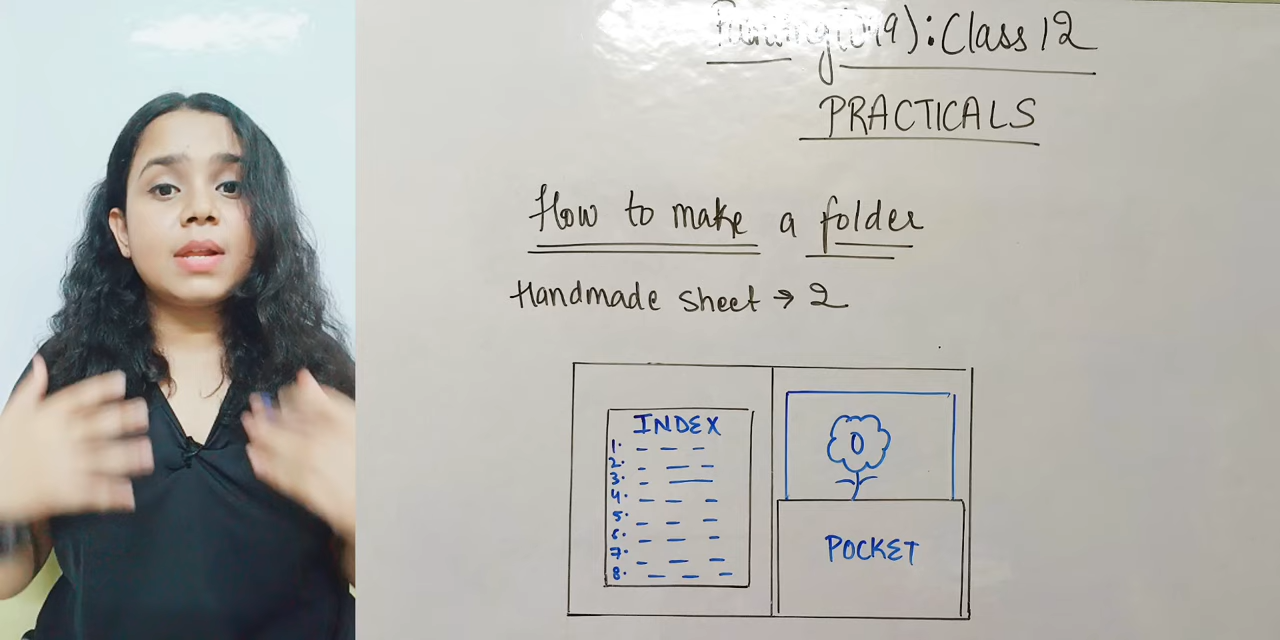 : Class 12
PRACTICALS
How to make a folder
Handmade sheet → 2
INDEX
1.
2.
3.
4.
5.
6.
7.
8.
POCKET